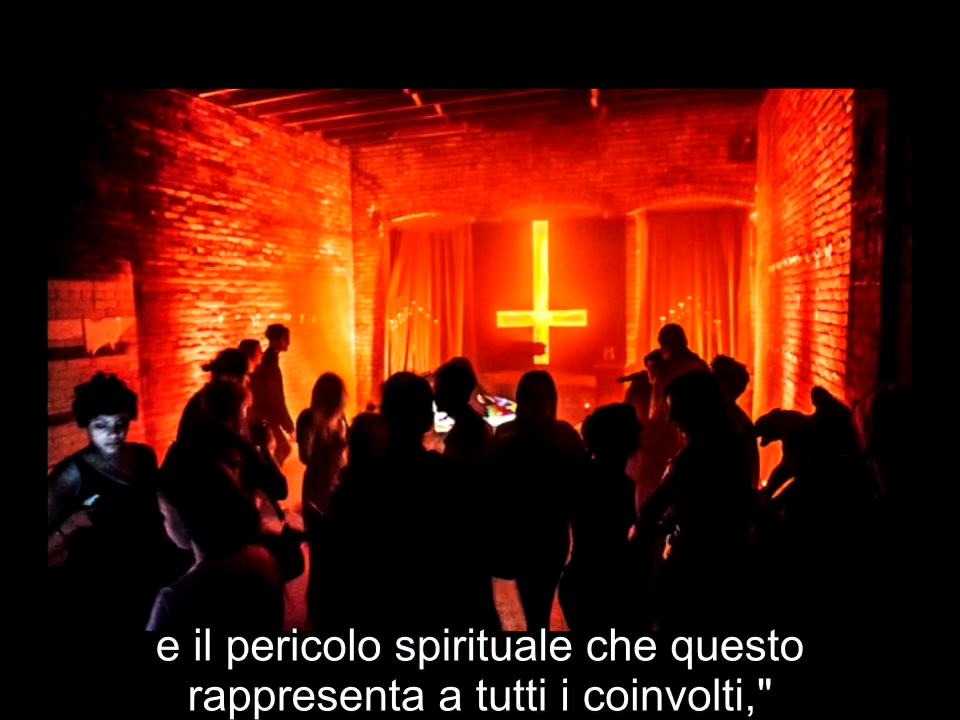 e il pericolo spirituale che questo
rappresenta a tutti i coinvolti,"